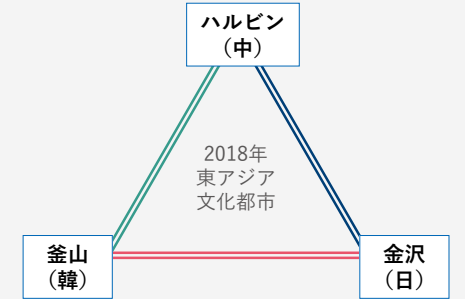 ハルビン
（中）
2018年
東アジア
文化都市
釜山
（韓）
金沢
（日）